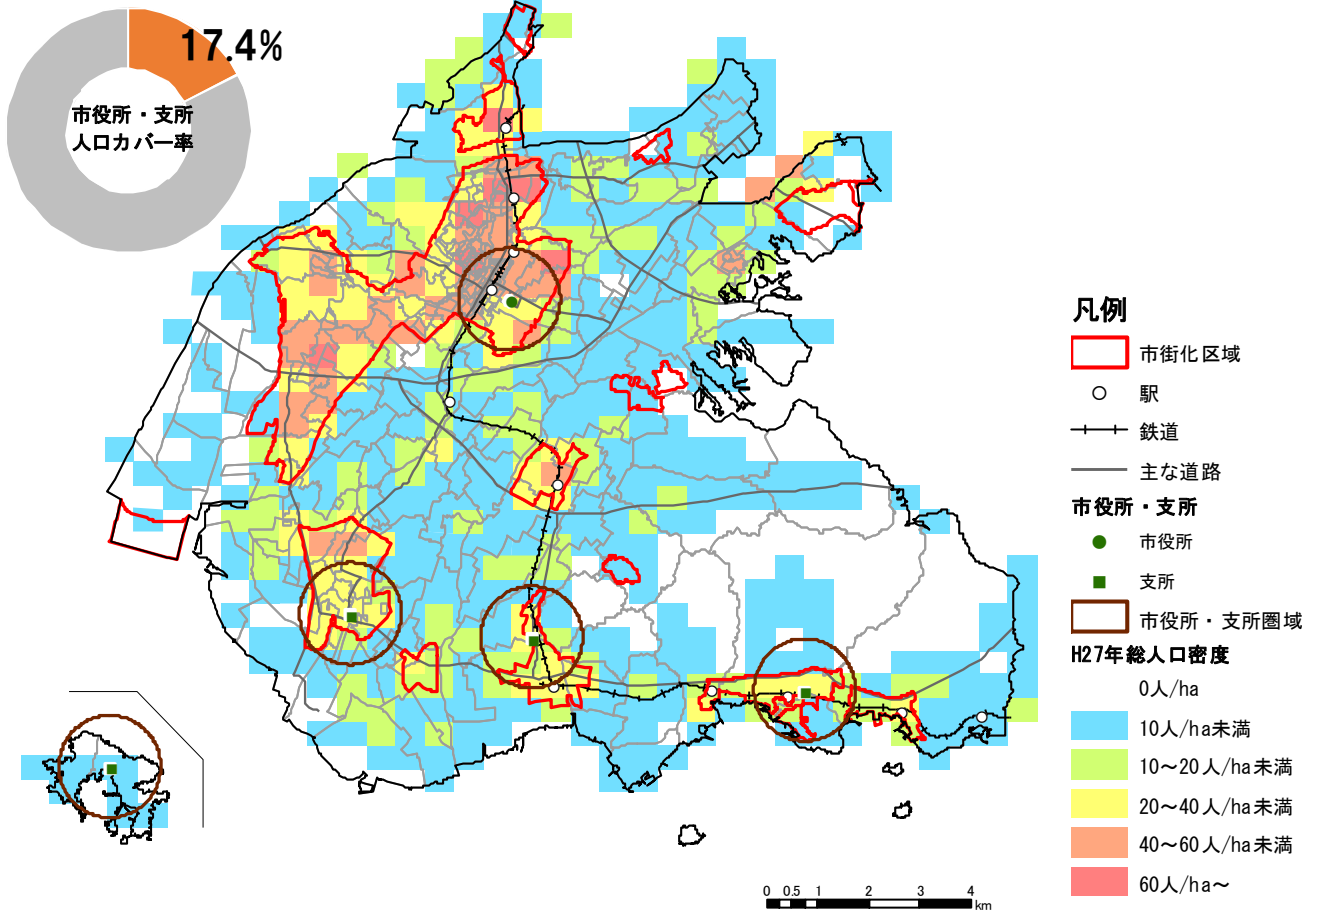 17.4%
市役所・支所
人口カバー率
凡例
市街化区域
駅
鉄道
主な道路
市役所・支所
市役所
支所
市役所・支所圏域
H27年総人口密度
0人/ha
10人/ha未満
10～20人/ha未満
20～40人/ha未満
40～60人/ha未満
60人/ha～
0 0.5 1 2 3 4
km